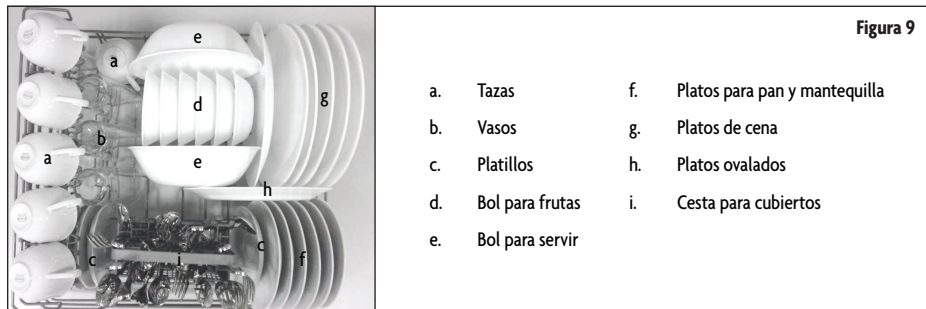 Figura 9
e
a
d
g
b
a
e
h
c
c
i
f
a. Tazas
b. Vasos
c. Platillos
d. Bol para frutas
e. Bol para servir
f. Platos para pan y mantequilla
g. Platos de cena
h. Platos ovalados
i. Cesta para cubiertos